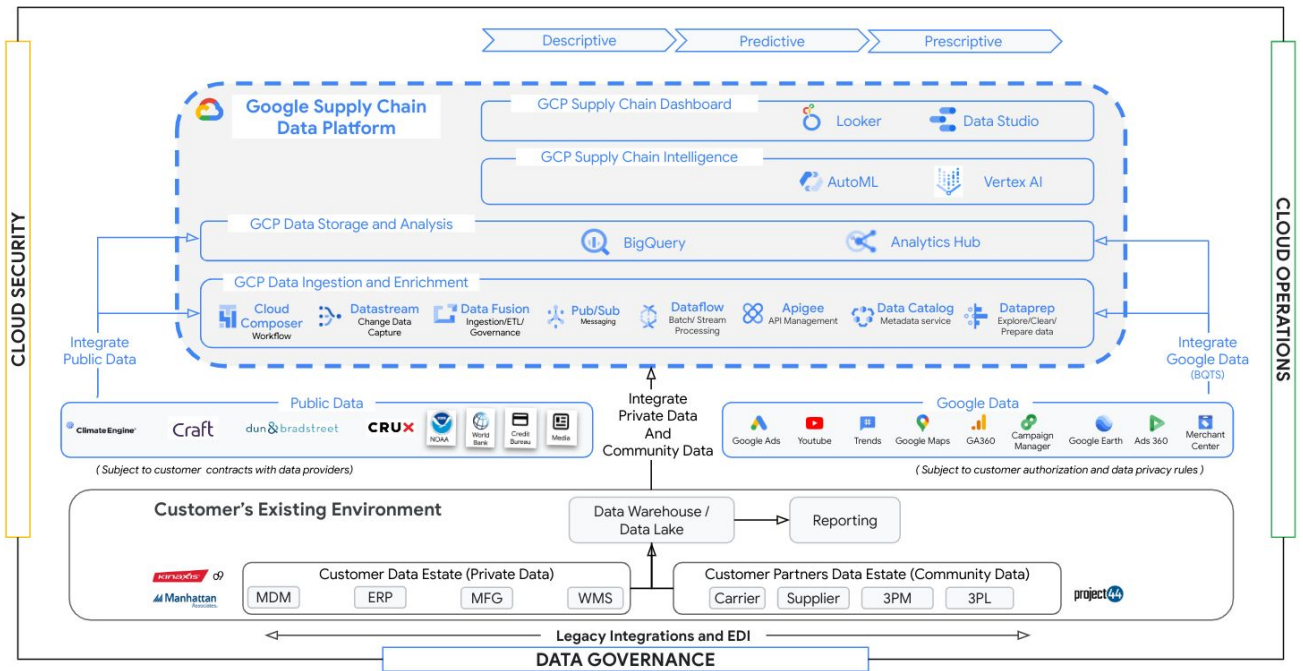 Descriptive
Predictive
Prescriptive
Google Supply Chain
Data Platform
GCP Supply Chain Dashboard
Looker
Data Studio
GCP Supply Chain Intelligence
AutoML
Vertex AI
GCP Data Storage and Analysis
BigQuery
Analytics Hub
GCP Data Ingestion and Enrichment
Cloud
Composer
Workflow
Datastream
Change Data
Capture
Data Fusion
Ingestion/ETL/
Governance
Pub/Sub
Messaging
Dataflow
Batch/ Stream
Processing
Apigee
API Management
Data Catalog
Metadata service
Dataprep
Explore/Clean/
Prepare data
CLOUD SECURITY
CLOUD OPERATIONS
Integrate
Public Data
Integrate
Google Data
(BQTS)
Integrate
Private Data
And
Community Data
Public Data
ClimateEngine
Craft
dun & bradstreet
CRUX
NOAA
World
Bank
Credit
Bureau
Media
( Subject to customer contracts with data providers)
Google Data
Google Ads
Youtube
Trends
Google Maps
GA360
Campaign
Manager
Google Earth
Ads 360
Merchant
Center
( Subject to customer authorization and data privacy rules )
Customer's Existing Environment
Data Warehouse /
Data Lake
Reporting
KINAXIS
o9
Manhattan
Associates
Customer Data Estate (Private Data)
MDM
ERP
MFG
WMS
Customer Partners Data Estate (Community Data)
Carrier
Supplier
3PM
3PL
project44
Legacy Integrations and EDI
DATA GOVERNANCE